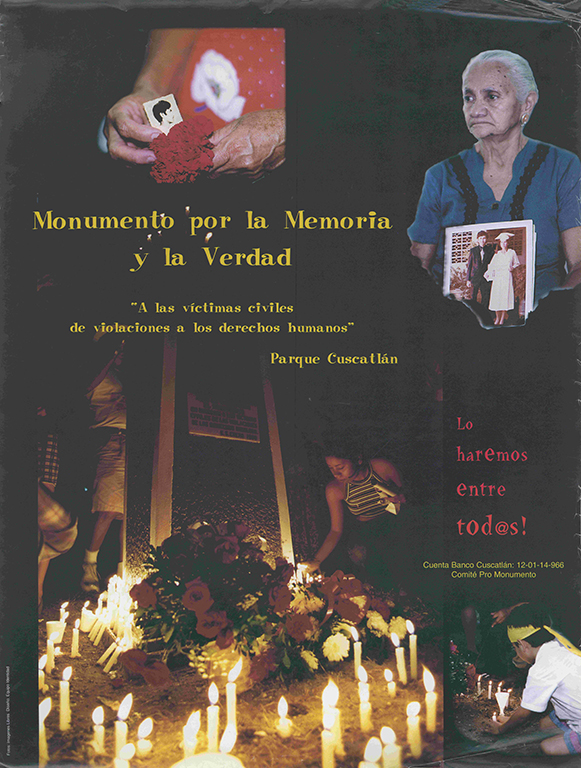 Monumento por la Memoria
y la Verdad
"A las víctimas civiles
de violaciones a los derechos humanos"
Parque Cuscatlán
Lo
haremos
entre
tod@s!
Cuenta Banco Cuscatlán: 12-01-14-966
Comité Pro Monumento